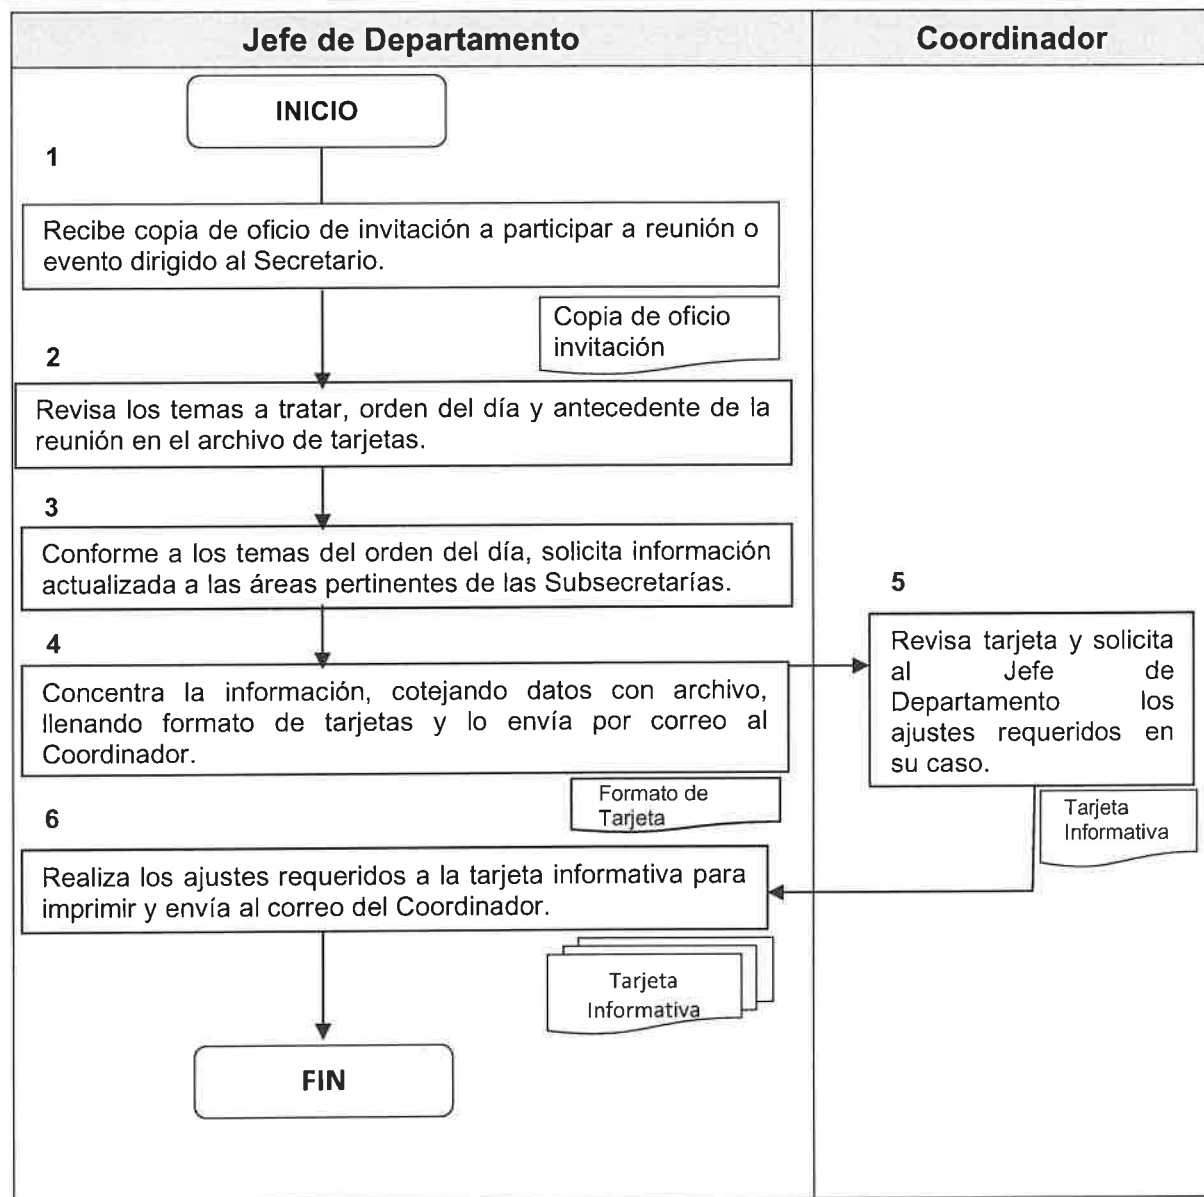 Jefe de Departamento
Coordinador
INICIO
1
Recibe copia de oficio de invitación a participar a reunión o
evento dirigido al Secretario.
Copia de oficio
invitación
2
Revisa los temas a tratar, orden del día y antecedente de la
reunión en el archivo de tarjetas.
3
Conforme a los temas del orden del día, solicita información
actualizada a las áreas pertinentes de las Subsecretarías.
4
Concentra la información, cotejando datos con archivo,
llenando formato de tarjetas y lo envía por correo al
Coordinador.
Formato de
Tarjeta
5
Revisa tarjeta y solicita
al Jefe de
Departamento los
ajustes requeridos en
su caso.
Tarjeta
Informativa
6
Realiza los ajustes requeridos a la tarjeta informativa para
imprimir y envía al correo del Coordinador.
Tarjeta
Informativa
FIN